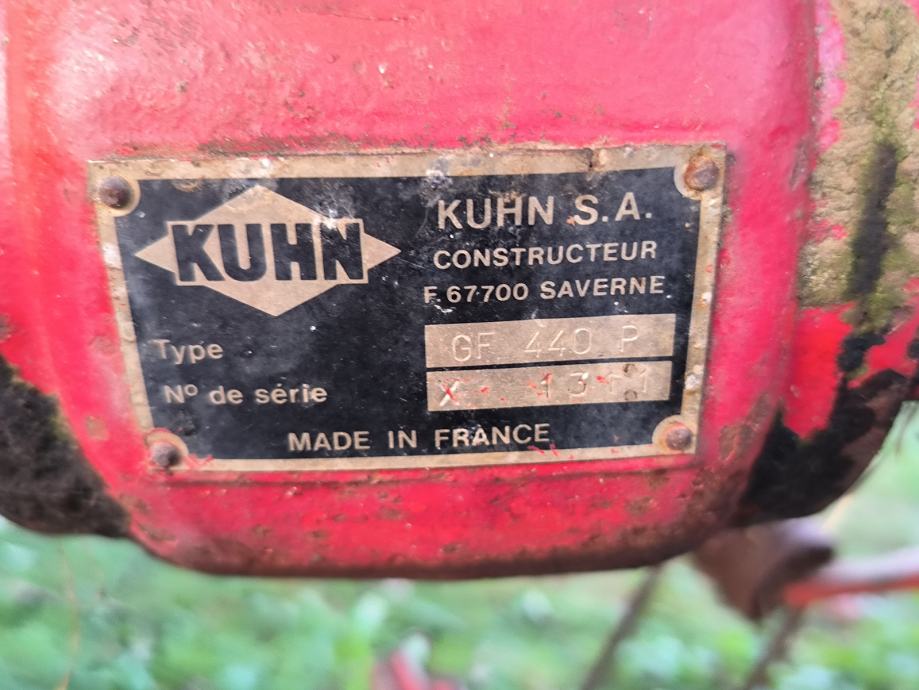 KUHN
KUHN S.A.
CONSTRUCTEUR
F.67700 SAVERNE
Type GF 440 P
Nº de série X
MADE IN FRANCE